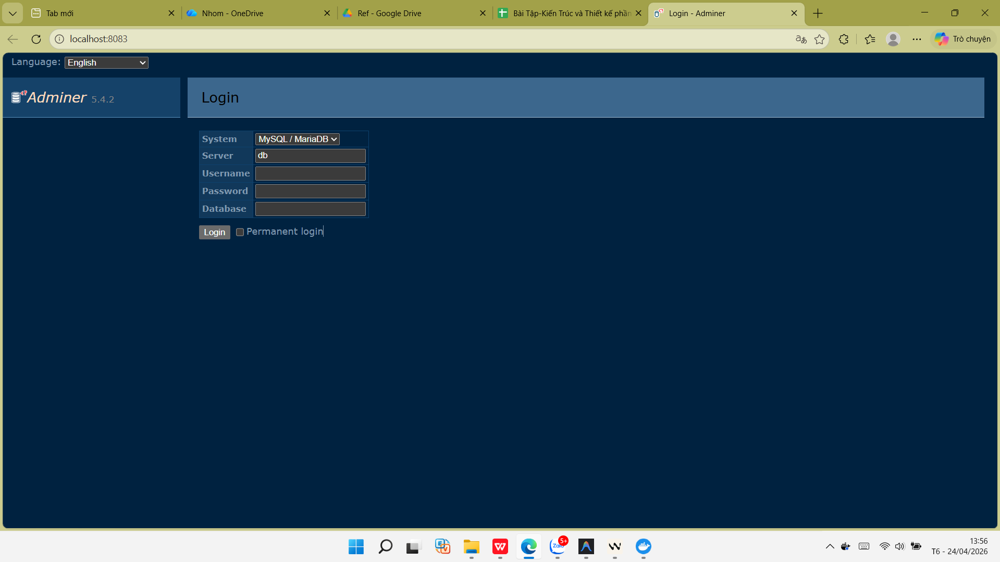 Tab mới
Nhom - OneDrive
Ref - Google Drive
Bài Tập-Kiến Trúc và Thiết kế phần
Login - Adminer
localhost:8083
Trò chuyện
Language: English
Adminer 5.4.2
Login
System MySQL / MariaDB
Server db
Username
Password
Database
Login Permanent login
5+
Zalo
13:56
T6 - 24/04/2026